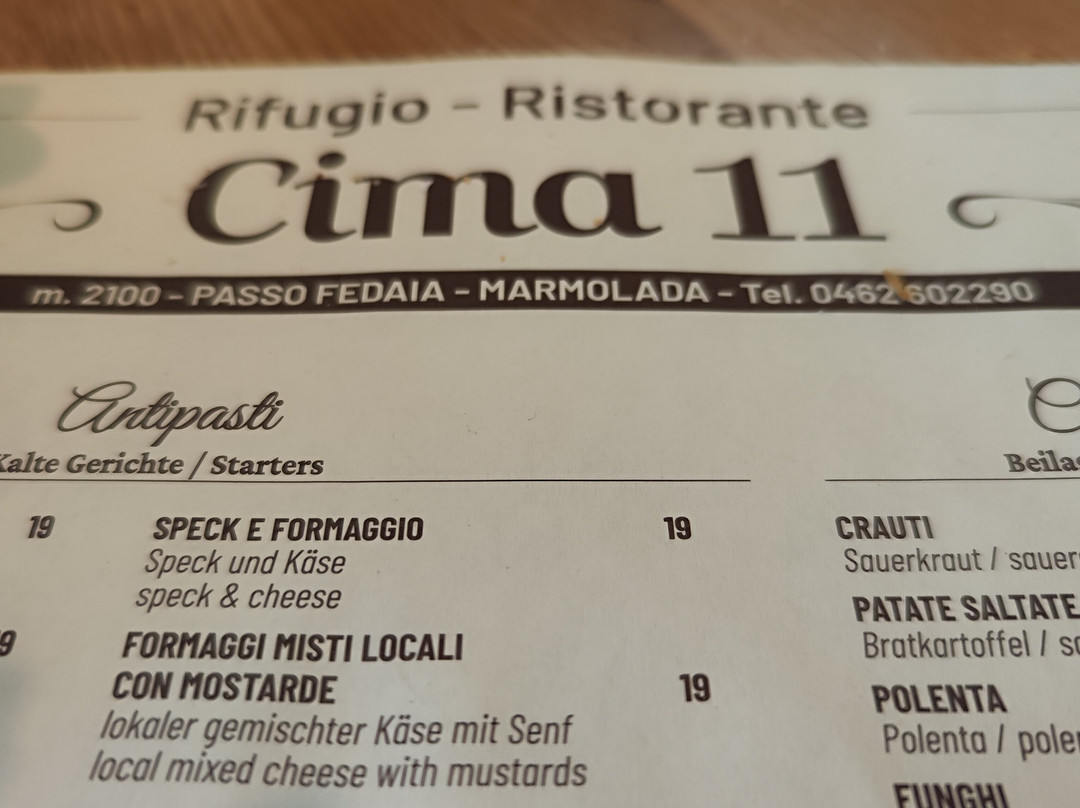 Rifugio - Ristorante
Cima 11
m. 2100 - PASSO FEDAIA - MARMOLADA - Tel. 0462 602290
Antipasti
Kalte Gerichte / Starters
19
SPECK E FORMAGGIO 19
Speck und Käse
speck & cheese
FORMAGGI MISTI LOCALI
CON MOSTARDE 19
lokaler gemischter Käse mit Senf
local mixed cheese with mustards
CRAUTI
Sauerkraut /
PATATE SALTATE
Bratkartoffel /
POLENTA
Polenta /
FUNGHI